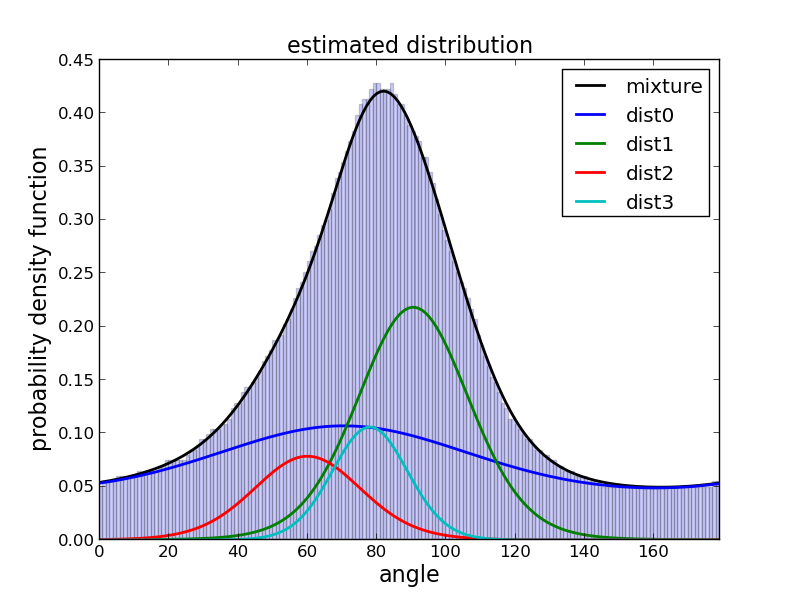 estimated distribution
0.45
0.40
0.35
0.30
0.25
0.20
0.15
0.10
0.05
0.00
probability density function
mixture
dist0
dist1
dist2
dist3
0 20 40 60 80 100 120 140 160
angle